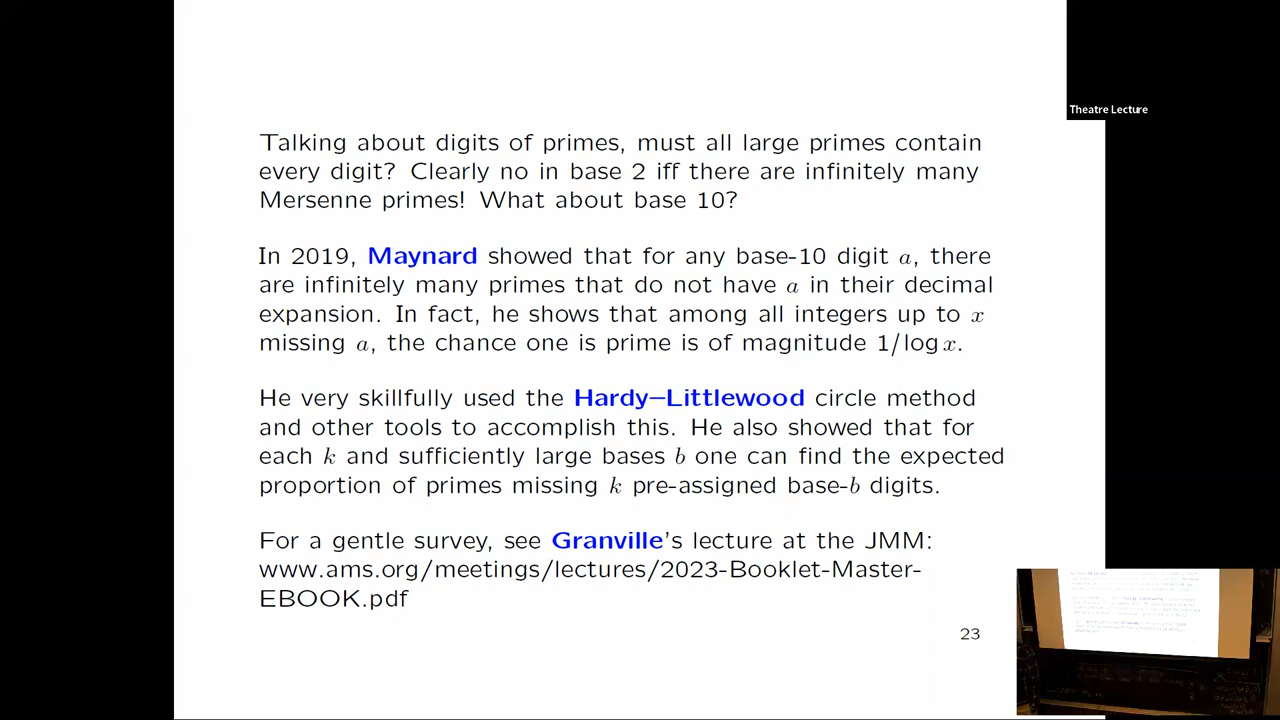 Theatre Lecture
Talking about digits of primes, must all large primes contain
every digit? Clearly no in base 2 iff there are infinitely many
Mersenne primes! What about base 10?
In 2019, Maynard showed that for any base-10 digit a, there
are infinitely many primes that do not have a in their decimal
expansion. In fact, he shows that among all integers up to x
missing a, the chance one is prime is of magnitude 1/log x.
He very skillfully used the Hardy–Littlewood circle method
and other tools to accomplish this. He also showed that for
each k and sufficiently large bases b one can find the expected
proportion of primes missing k pre-assigned base-b digits.
For a gentle survey, see Granville's lecture at the JMM:
www.ams.org/meetings/lectures/2023-Booklet-Master-
EBOOK.pdf
23